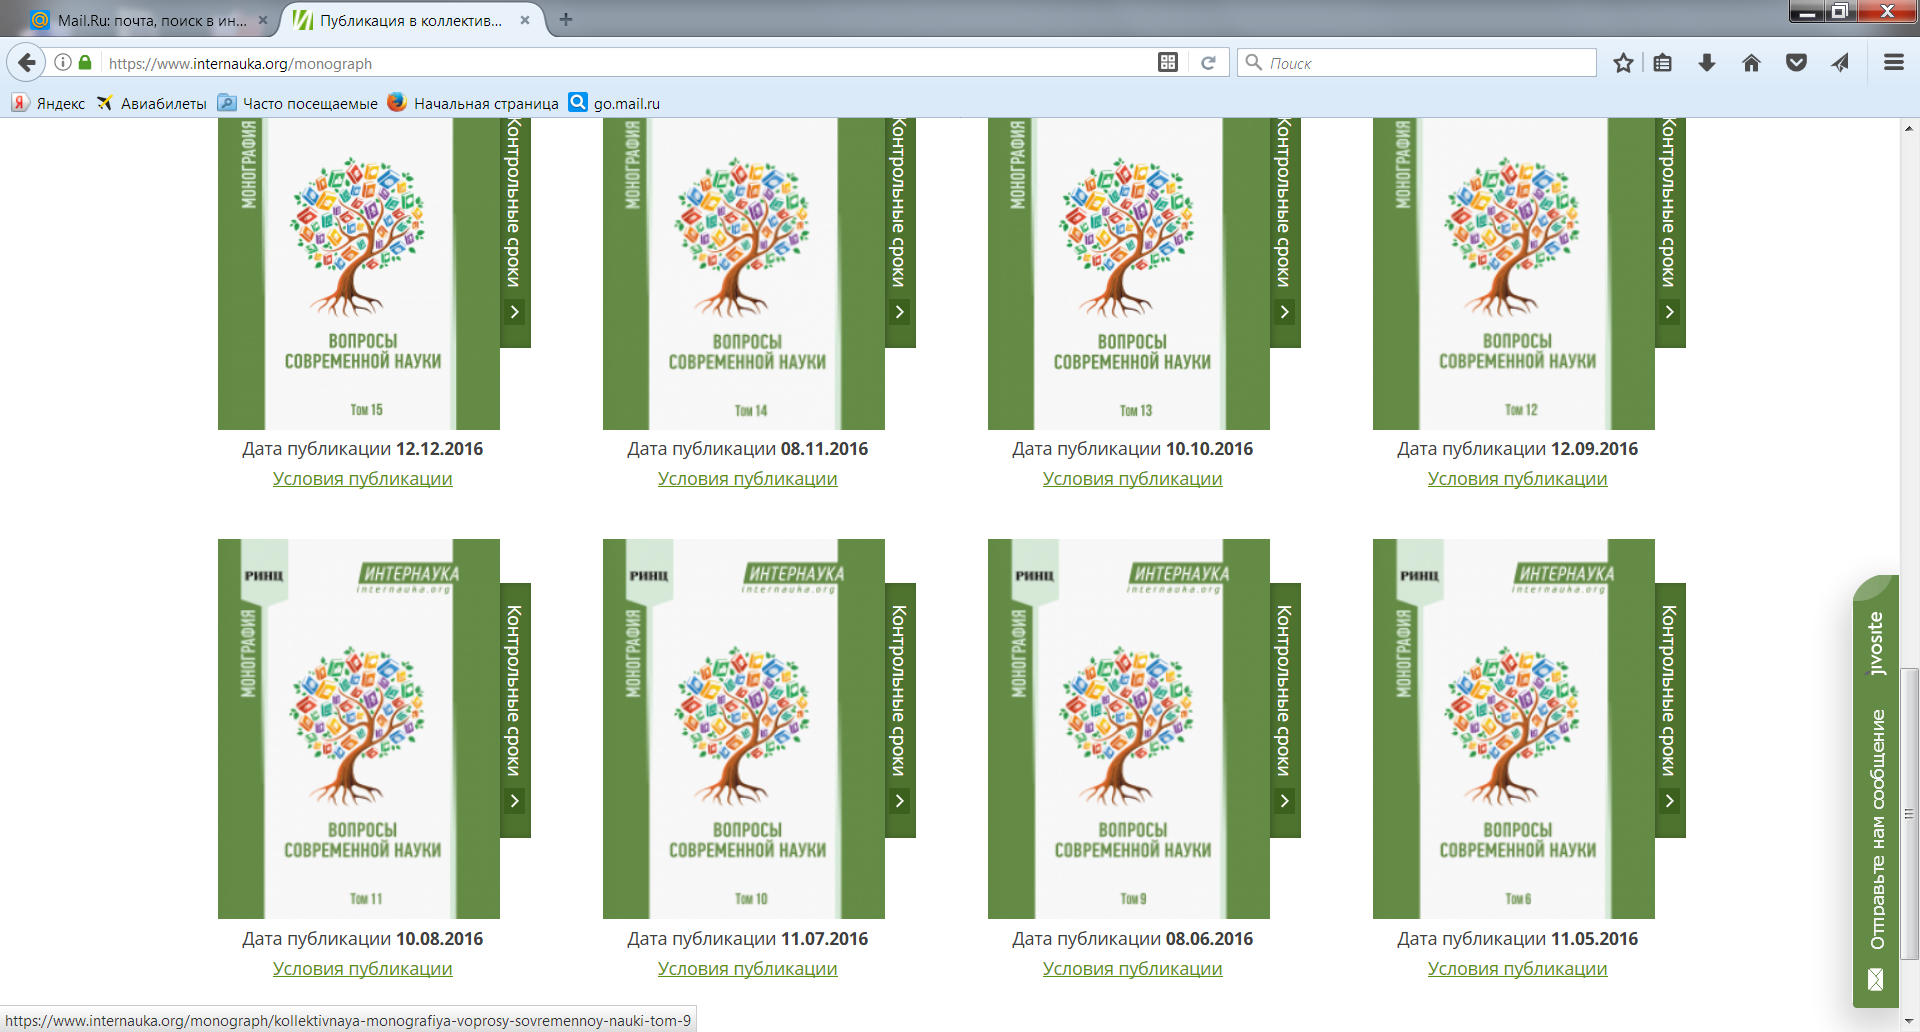 Mail.Ru: почта, поиск в ин...
Публикация в коллектив...
https://www.internauka.org/monograph
Поиск
Яндекс
Авиабилеты
Часто посещаемые
Начальная страница
go.mail.ru
МОНОГРАФИЯ
ВОПРОСЫ
СОВРЕМЕННОЙ НАУКИ
Том 15
Контрольные сроки
Дата публикации 12.12.2016
Условия публикации
МОНОГРАФИЯ
ВОПРОСЫ
СОВРЕМЕННОЙ НАУКИ
Том 14
Контрольные сроки
Дата публикации 08.11.2016
Условия публикации
МОНОГРАФИЯ
ВОПРОСЫ
СОВРЕМЕННОЙ НАУКИ
Том 13
Контрольные сроки
Дата публикации 10.10.2016
Условия публикации
МОНОГРАФИЯ
ВОПРОСЫ
СОВРЕМЕННОЙ НАУКИ
Том 12
Контрольные сроки
Дата публикации 12.09.2016
Условия публикации
РИНЦ
ИНТЕРНАУКА
internauka.org
МОНОГРАФИЯ
ВОПРОСЫ
СОВРЕМЕННОЙ НАУКИ
Том 11
Контрольные сроки
Дата публикации 10.08.2016
Условия публикации
РИНЦ
ИНТЕРНАУКА
internauka.org
МОНОГРАФИЯ
ВОПРОСЫ
СОВРЕМЕННОЙ НАУКИ
Том 10
Контрольные сроки
Дата публикации 11.07.2016
Условия публикации
РИНЦ
ИНТЕРНАУКА
internauka.org
МОНОГРАФИЯ
ВОПРОСЫ
СОВРЕМЕННОЙ НАУКИ
Том 9
Контрольные сроки
Дата публикации 08.06.2016
Условия публикации
РИНЦ
ИНТЕРНАУКА
internauka.org
МОНОГРАФИЯ
ВОПРОСЫ
СОВРЕМЕННОЙ НАУКИ
Том 6
Контрольные сроки
Дата публикации 11.05.2016
Условия публикации
Отправьте нам сообщение
jivosite
https://www.internauka.org/monograph/kollektivnaya-monografiya-voprosy-sovremennoy-nauki-tom-9